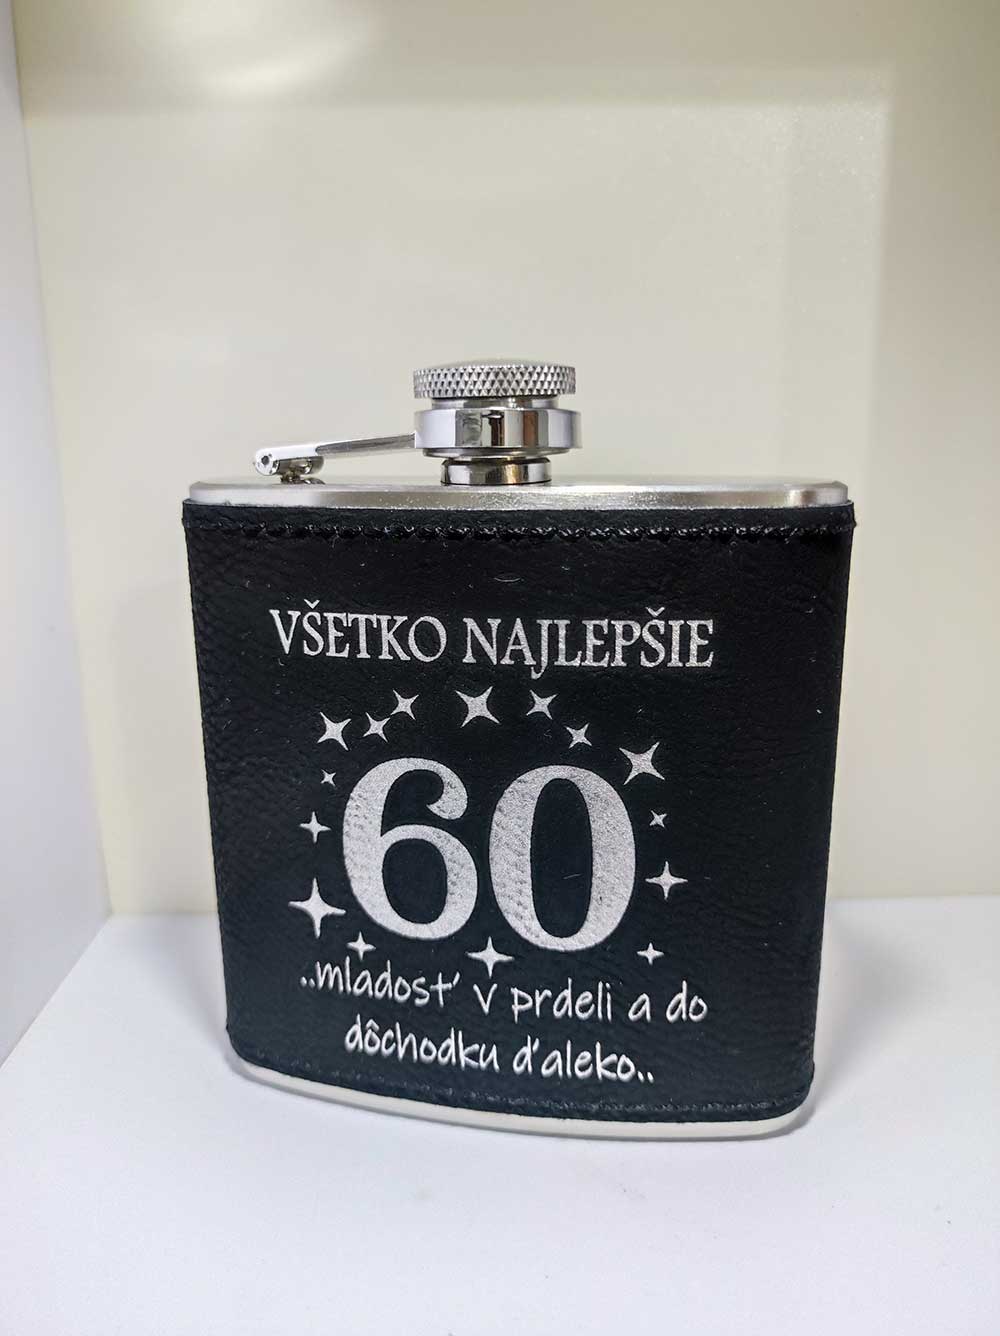 VŠETKO NAJLEPŠIE
60
..mladosť v prdeli a do
dôchodku ďaleko..